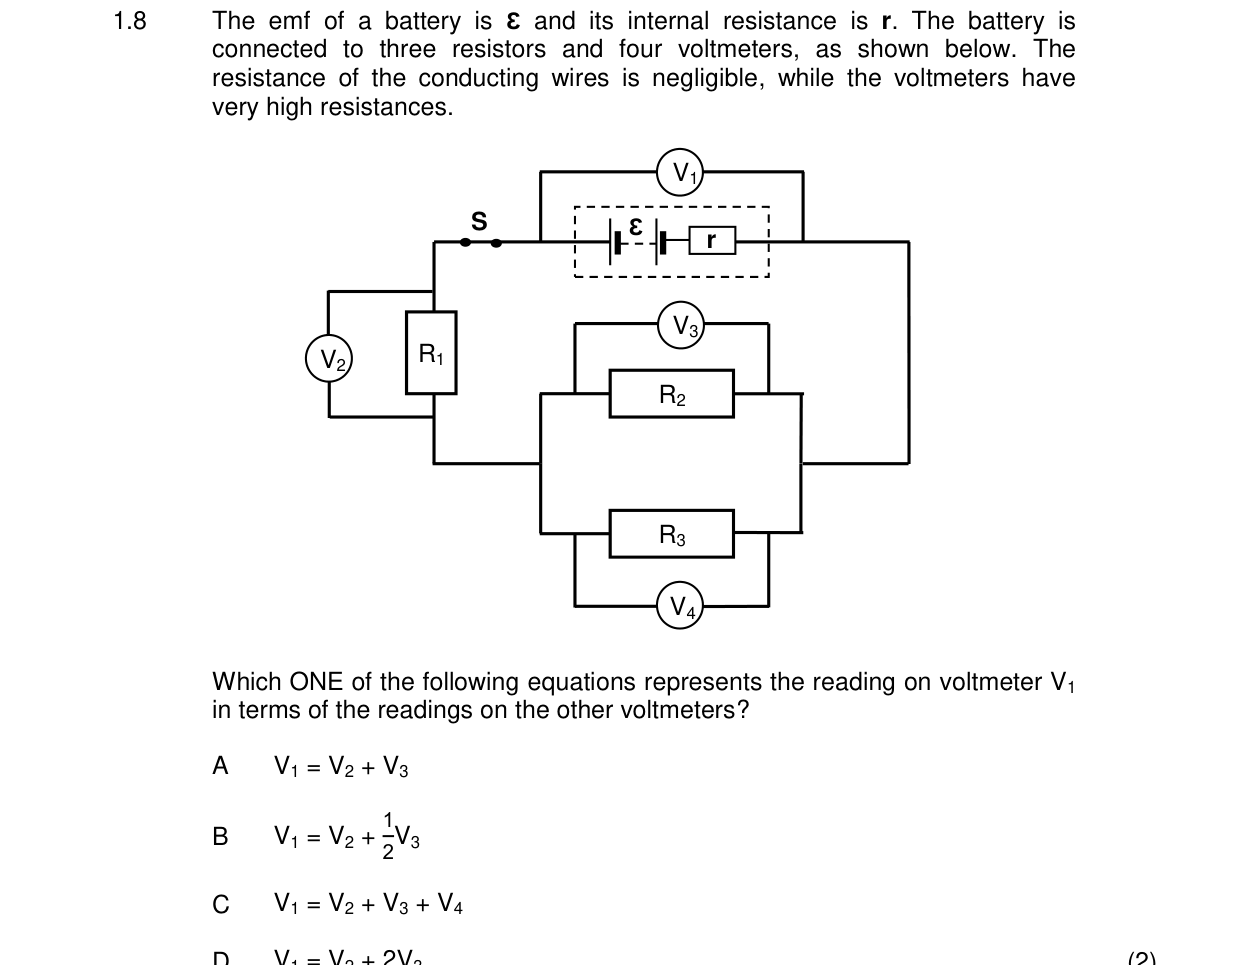 1.8 The emf of a battery is ɛ and its internal resistance is r. The battery is
connected to three resistors and four voltmeters, as shown below. The
resistance of the conducting wires is negligible, while the voltmeters have
very high resistances.
V₁
S
ɛ
r
V₃
V₂
R₁
R₂
R₃
V₄
Which ONE of the following equations represents the reading on voltmeter V₁
in terms of the readings on the other voltmeters?
A V₁ = V₂ + V₃
B V₁ = V₂ + ½V₃
C V₁ = V₂ + V₃ + V₄
D V₁ = V₂ + 2V₃ (2)